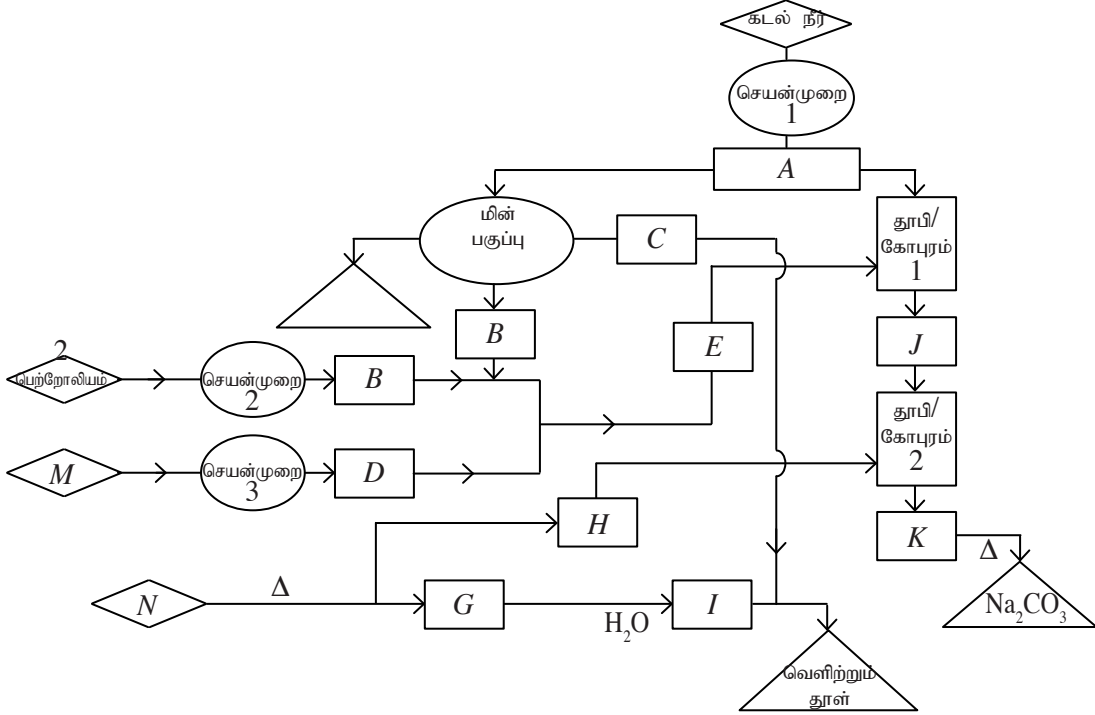 கடல் நீர்
செயன்முறை
1
A
மின்
பகுப்பு
C
தூபி/
கோபுரம்
1
B
E
J
2
பெற்றோலியம்
செயன்முறை
2
B
தூபி/
கோபுரம்
2
M
செயன்முறை
3
D
H
K
Δ
Na₂CO₃
N
Δ
G
H₂O
I
வெளிற்றும்
தூள்